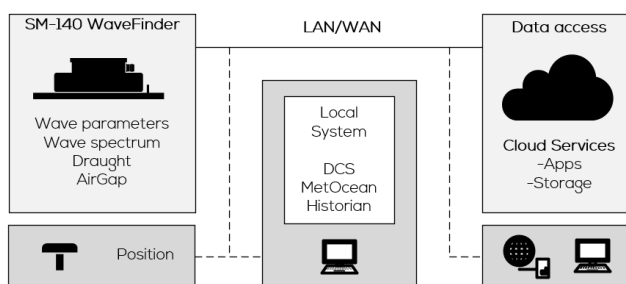 SM-140 WaveFinder
Wave parameters
Wave spectrum
Draught
AirGap
Position
LAN/WAN
Local
System
DCS
MetOcean
Historian
Data access
Cloud Services
-Apps
-Storage